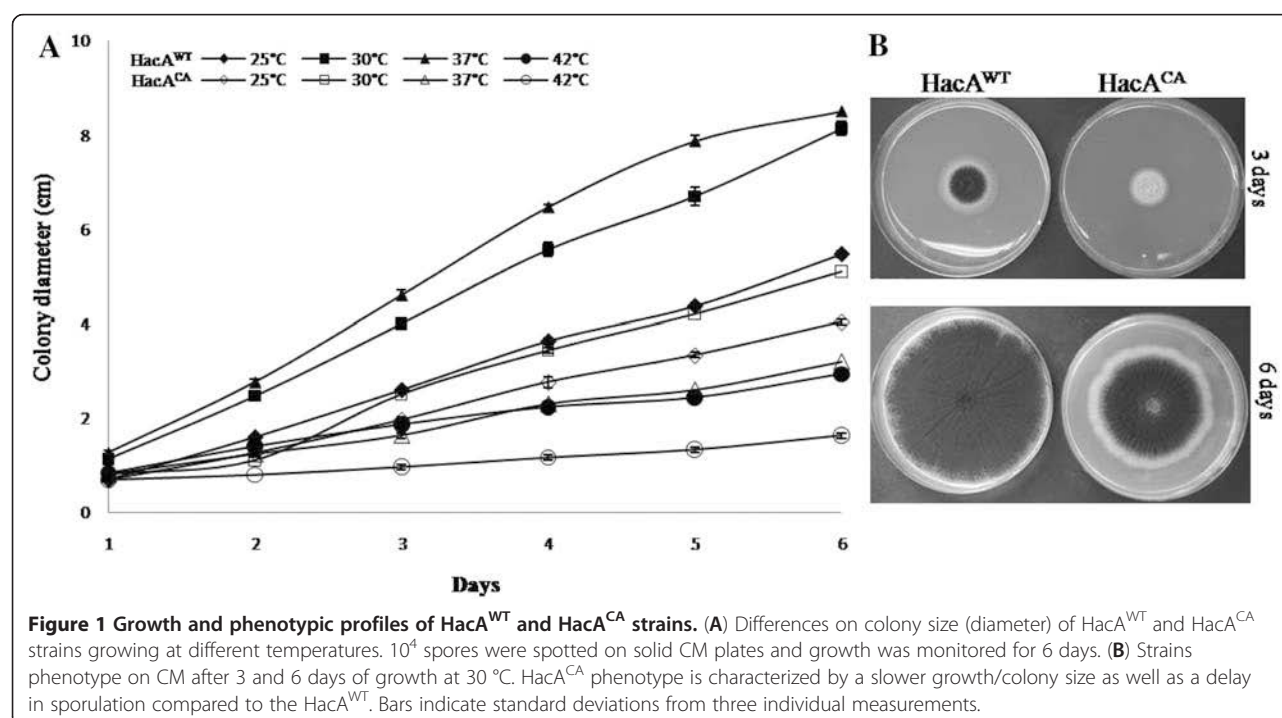 A
B
HacA^WT 25°C 30°C 37°C 42°C
HacA^CA 25°C 30°C 37°C 42°C
10
8
6
4
2
0
Colony diameter (cm)
1 2 3 4 5 6
Days
HacA^WT HacA^CA
3 days
6 days
Figure 1 Growth and phenotypic profiles of HacA^WT and HacA^CA strains. (A) Differences on colony size (diameter) of HacA^WT and HacA^CA
strains growing at different temperatures. 10^4 spores were spotted on solid CM plates and growth was monitored for 6 days. (B) Strains
phenotype on CM after 3 and 6 days of growth at 30 °C. HacA^CA phenotype is characterized by a slower growth/colony size as well as a delay
in sporulation compared to the HacA^WT. Bars indicate standard deviations from three individual measurements.